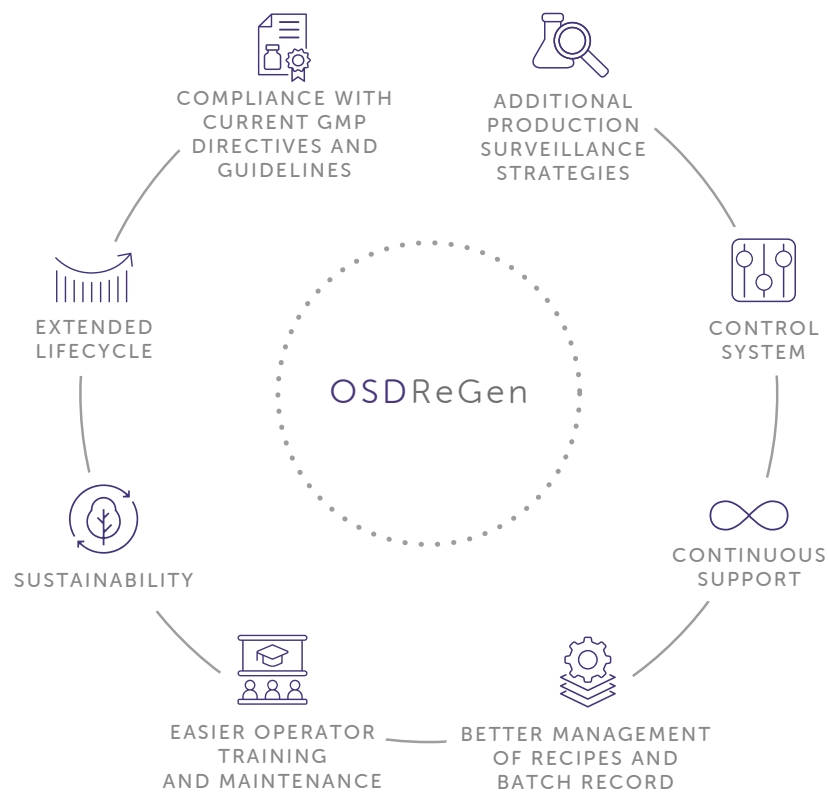 COMPLIANCE WITH
CURRENT GMP
DIRECTIVES AND
GUIDELINES
ADDITIONAL
PRODUCTION
SURVEILLANCE
STRATEGIES
CONTROL
SYSTEM
CONTINUOUS
SUPPORT
BETTER MANAGEMENT
OF RECIPES AND
BATCH RECORD
EASIER OPERATOR
TRAINING
AND MAINTENANCE
SUSTAINABILITY
EXTENDED
LIFECYCLE
OSDReGen